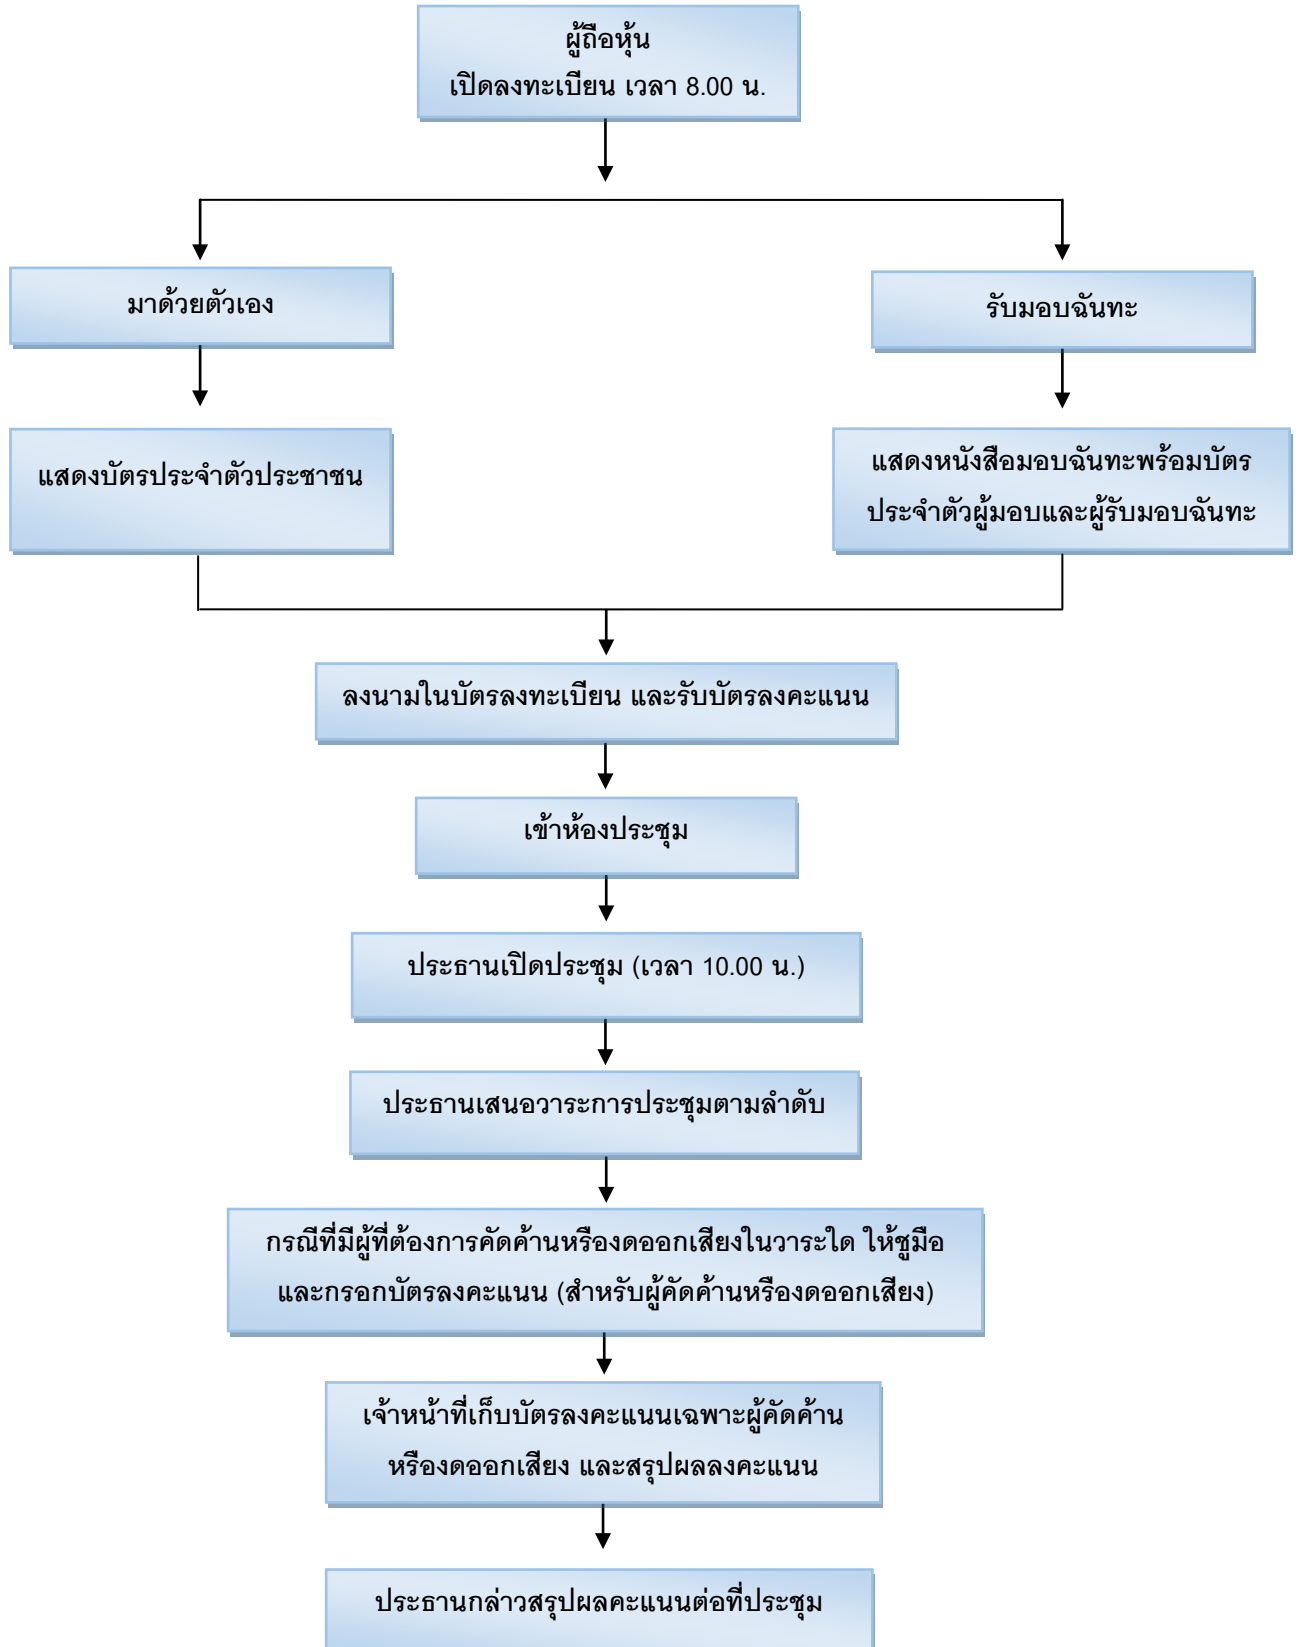 ผู้ถือหุ้น
เปิดลงทะเบียน เวลา 8.00 น.
มาด้วยตัวเอง
รับมอบฉันทะ
แสดงบัตรประจำตัวประชาชน
แสดงหนังสือมอบฉันทะพร้อมบัตร
ประจำตัวผู้มอบและผู้รับมอบฉันทะ
ลงนามในบัตรลงทะเบียน และรับบัตรลงคะแนน
เข้าห้องประชุม
ประธานเปิดประชุม (เวลา 10.00 น.)
ประธานเสนอวาระการประชุมตามลำดับ
กรณีที่มีผู้ที่ต้องการคัดค้านหรืองดออกเสียงในวาระใด ให้ชูมือ
และกรอกบัตรลงคะแนน (สำหรับผู้คัดค้านหรืองดออกเสียง)
เจ้าหน้าที่เก็บบัตรลงคะแนนเฉพาะผู้คัดค้าน
หรืองดออกเสียง และสรุปผลลงคะแนน
ประธานกล่าวสรุปผลคะแนนต่อที่ประชุม